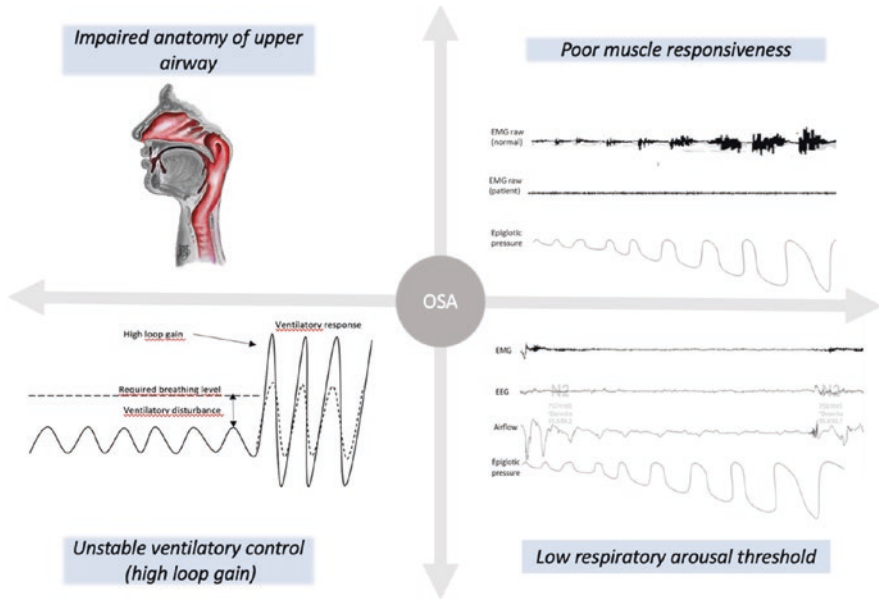 Impaired anatomy of upper
airway
Poor muscle responsiveness
EMG raw
(normal)
EMG raw
(patient)
Epiglotic
pressure
OSA
Ventilatory response
High loop gain
Required breathing level
Ventilatory disturbance
EMG
EEG
N2
N2
Airflow
Epiglotic
pressure
Unstable ventilatory control
(high loop gain)
Low respiratory arousal threshold